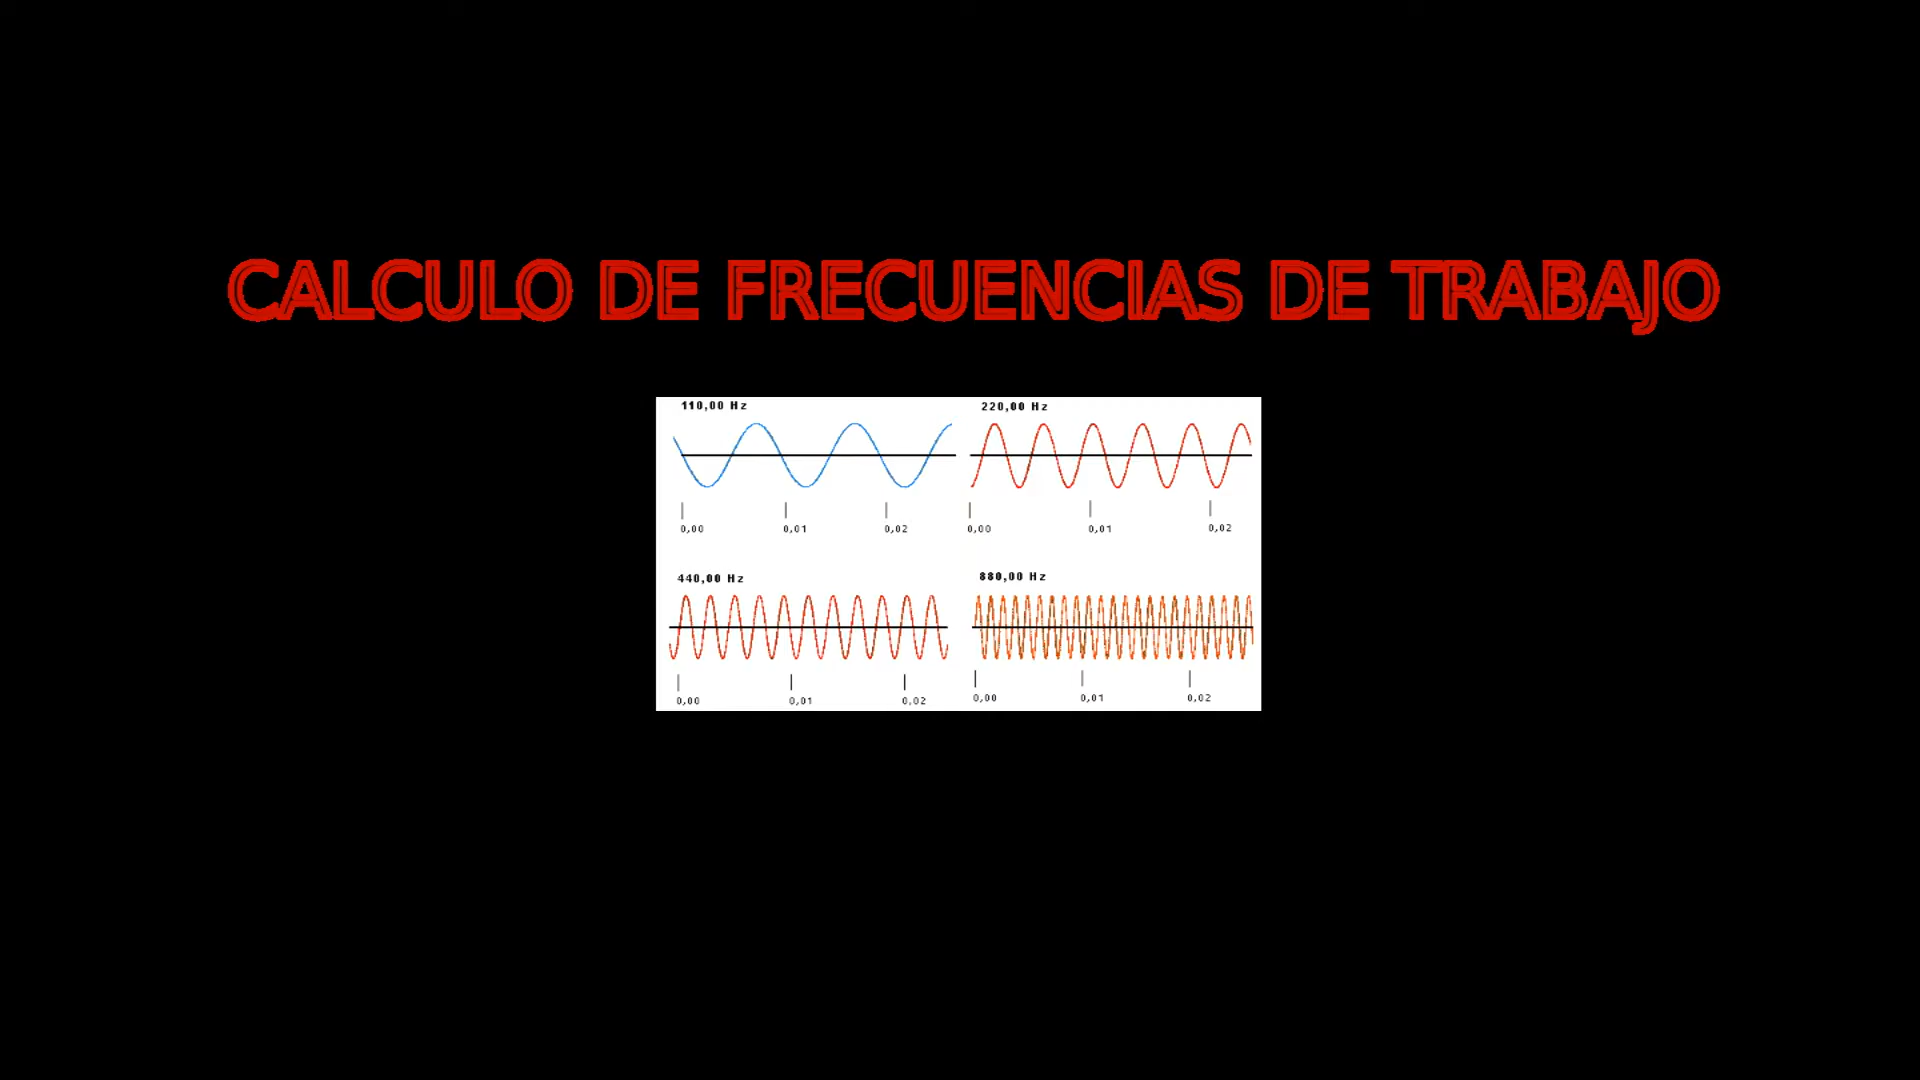 CALCULO DE FRECUENCIAS DE TRABAJO
110,00 Hz
220,00 Hz
0,00 0,01 0,02
0,00 0,01 0,02
440,00 Hz
880,00 Hz
0,00 0,01 0,02
0,00 0,01 0,02